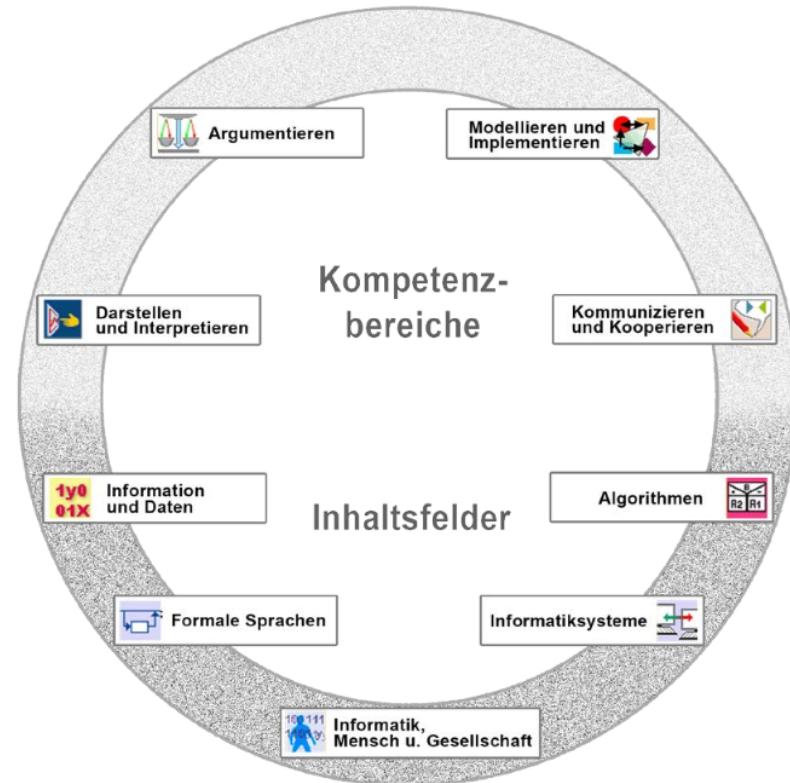 Argumentieren
Modellieren und
Implementieren
Kompetenz-
bereiche
Darstellen
und Interpretieren
Kommunizieren
und Kooperieren
1y0
01X
Information
und Daten
Inhaltsfelder
Algorithmen
B
R2 R1
Formale Sprachen
Informatiksysteme
Informatik,
Mensch u. Gesellschaft